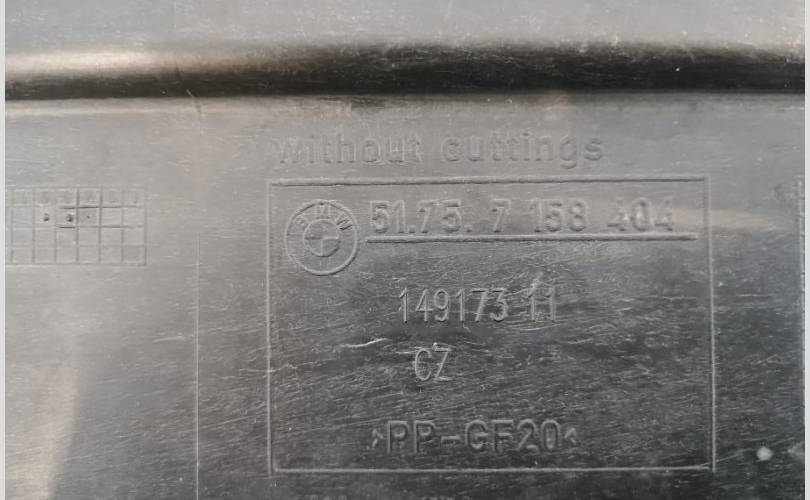 without cuttings
BMW
51.75. 7 158 404
149173 11
CZ
>PP-GF20<